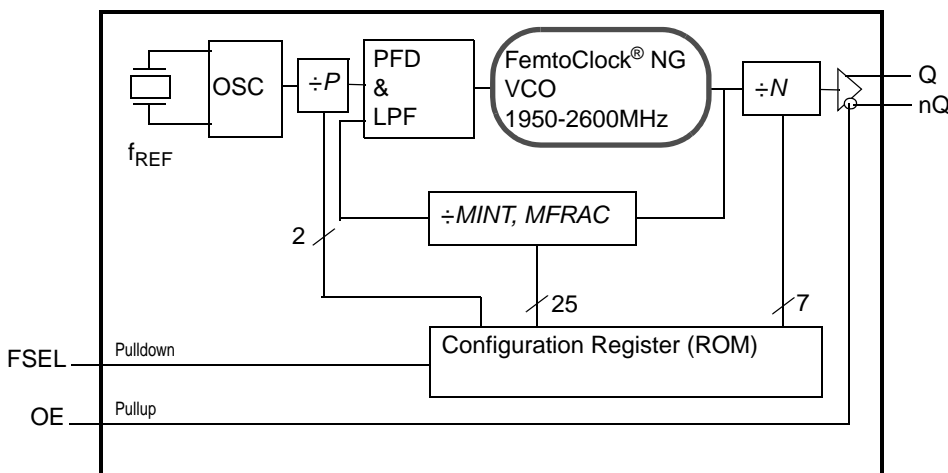 OSC
÷P
PFD
&
LPF
FemtoClock® NG
VCO
1950-2600MHz
÷N
Q
nQ
fREF
÷MINT, MFRAC
2
25
7
Configuration Register (ROM)
FSEL
Pulldown
OE
Pullup